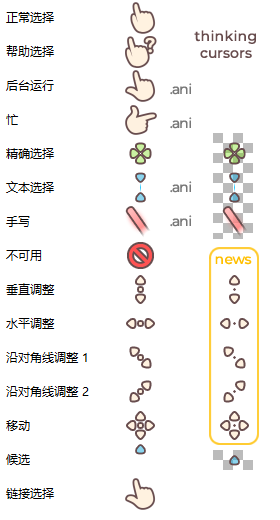 正常选择
thinking
cursors
帮助选择
后台运行
.ani
忙
.ani
精确选择
文本选择
.ani
手写
.ani
不可用
news
垂直调整
水平调整
沿对角线调整 1
沿对角线调整 2
移动
候选
链接选择